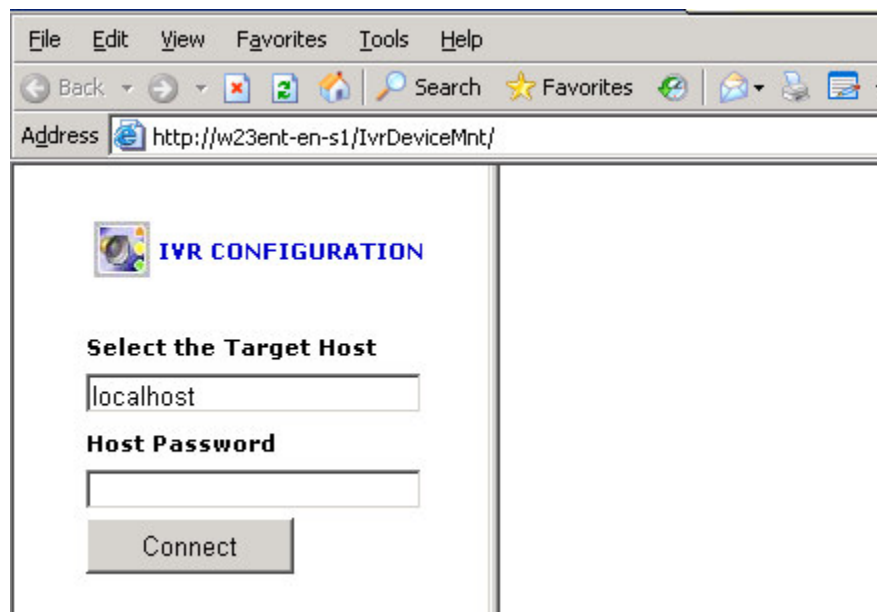 File Edit View Favorites Tools Help
Back Search Favorites
Address http://w23ent-en-s1/IvrDeviceMnt/
IVR CONFIGURATION
Select the Target Host
localhost
Host Password
Connect